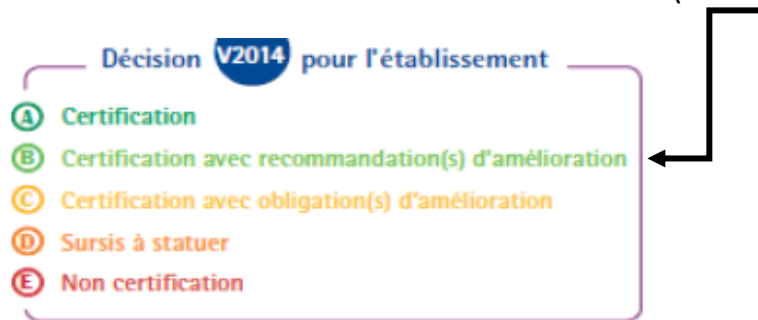 (
Décision V2014 pour l'établissement
A Certification
B Certification avec recommandation(s) d'amélioration
C Certification avec obligation(s) d'amélioration
D Sursis à statuer
E Non certification